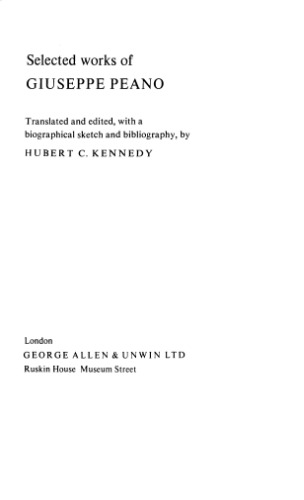 Selected works of
GIUSEPPE PEANO
Translated and edited, with a
biographical sketch and bibliography, by
HUBERT C. KENNEDY
London
GEORGE ALLEN & UNWIN LTD
Ruskin House Museum Street